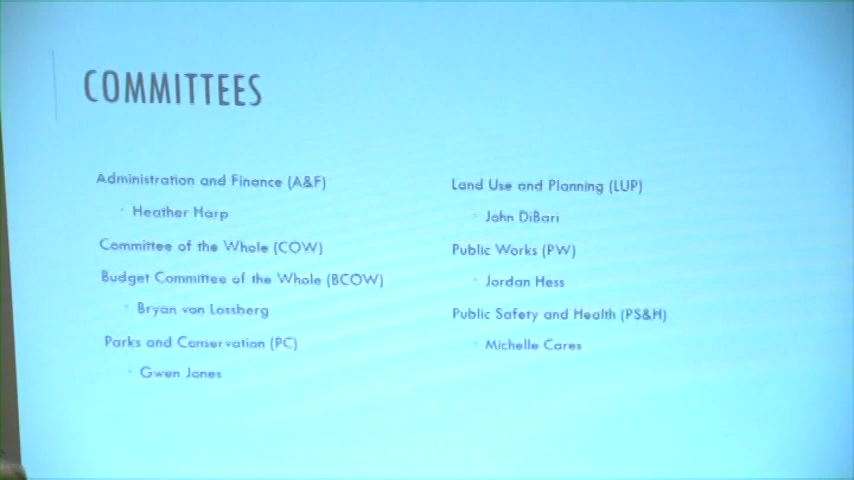 COMMITTEES
Administration and Finance (A&F)
Heather Harp
Committee of the Whole (COW)
Budget Committee of the Whole (BCOW)
Bryan von Lossberg
Parks and Conservation (PC)
Gwen Jones
Land Use and Planning (LUP)
John DiBari
Public Works (PW)
Jordan Hess
Public Safety and Health (PS&H)
Michelle Cares